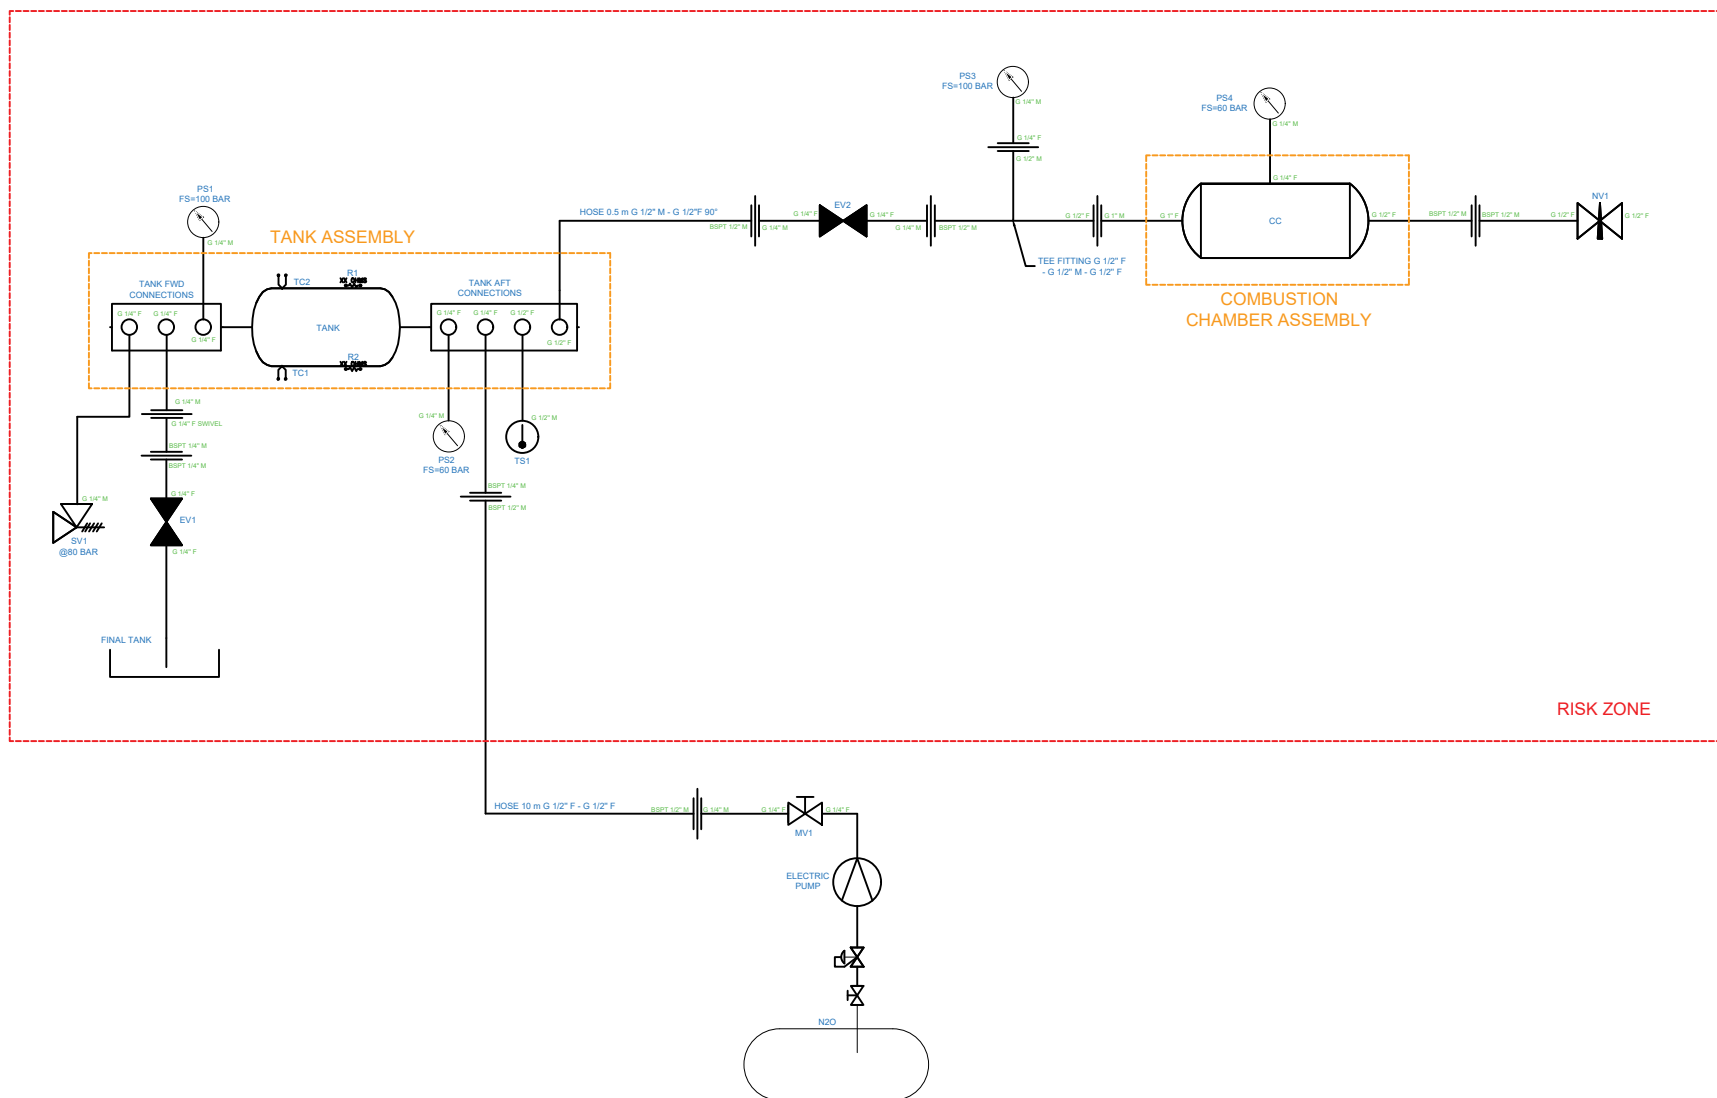 PS3
FS=100 BAR
G 1/4" M
G 1/4" F
G 1/2" M
PS4
FS=60 BAR
G 1/4" M
G 1/4" F
PS1
FS=100 BAR
G 1/4" M
TANK ASSEMBLY
HOSE 0.5 m G 1/2" M - G 1/2"F 90°
BSPT 1/2" M
G 1/4" M
G 1/4" F
EV2
G 1/4" F
G 1/4" M
BSPT 1/2" M
G 1/2" F
G 1" M
G 1" F
CC
G 1/2" F
BSPT 1/2" M
BSPT 1/2" M
G 1/2" F
NV1
G 1/2" F
TEE FITTING G 1/2" F
- G 1/2" M - G 1/2" F
COMBUSTION
CHAMBER ASSEMBLY
TANK FWD
CONNECTIONS
G 1/4" F
G 1/4" F
G 1/4" F
TC2
R1
XX OHMS
TANK
R2
XX OHMS
TC1
TANK AFT
CONNECTIONS
G 1/4" F
G 1/4" F
G 1/2" F
G 1/2" F
G 1/4" M
G 1/4" F SWIVEL
BSPT 1/4" M
BSPT 1/4" M
G 1/4" M
SV1
@80 BAR
G 1/4" F
EV1
G 1/4" F
FINAL TANK
G 1/4" M
PS2
FS=60 BAR
G 1/2" M
TS1
BSPT 1/4" M
BSPT 1/2" M
RISK ZONE
HOSE 10 m G 1/2" F - G 1/2" F
BSPT 1/2" M
G 1/4" M
G 1/4" F
G 1/4" F
MV1
ELECTRIC
PUMP
N2O